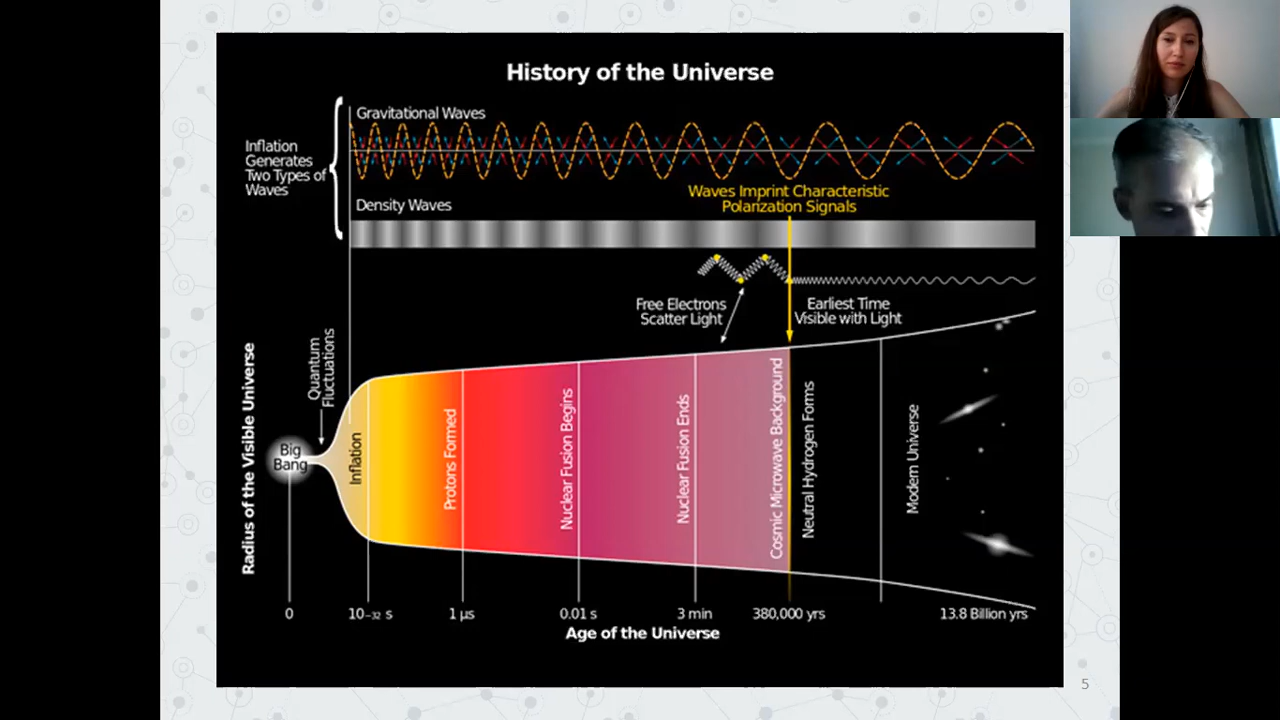 History of the Universe
Gravitational Waves
Inflation
Generates
Two Types of
Waves
Waves Imprint Characteristic
Polarization Signals
Density Waves
Free Electrons
Scatter Light
Earliest Time
Visible with Light
Radius of the Visible Universe
Quantum
Fluctuations
Big
Bang
Inflation
Protons Formed
Nuclear Fusion Begins
Nuclear Fusion Ends
Cosmic Microwave Background
Neutral Hydrogen Forms
Modern Universe
0
10−32 s
1 µs
0.01 s
3 min
380,000 yrs
13.8 Billion yrs
Age of the Universe
5